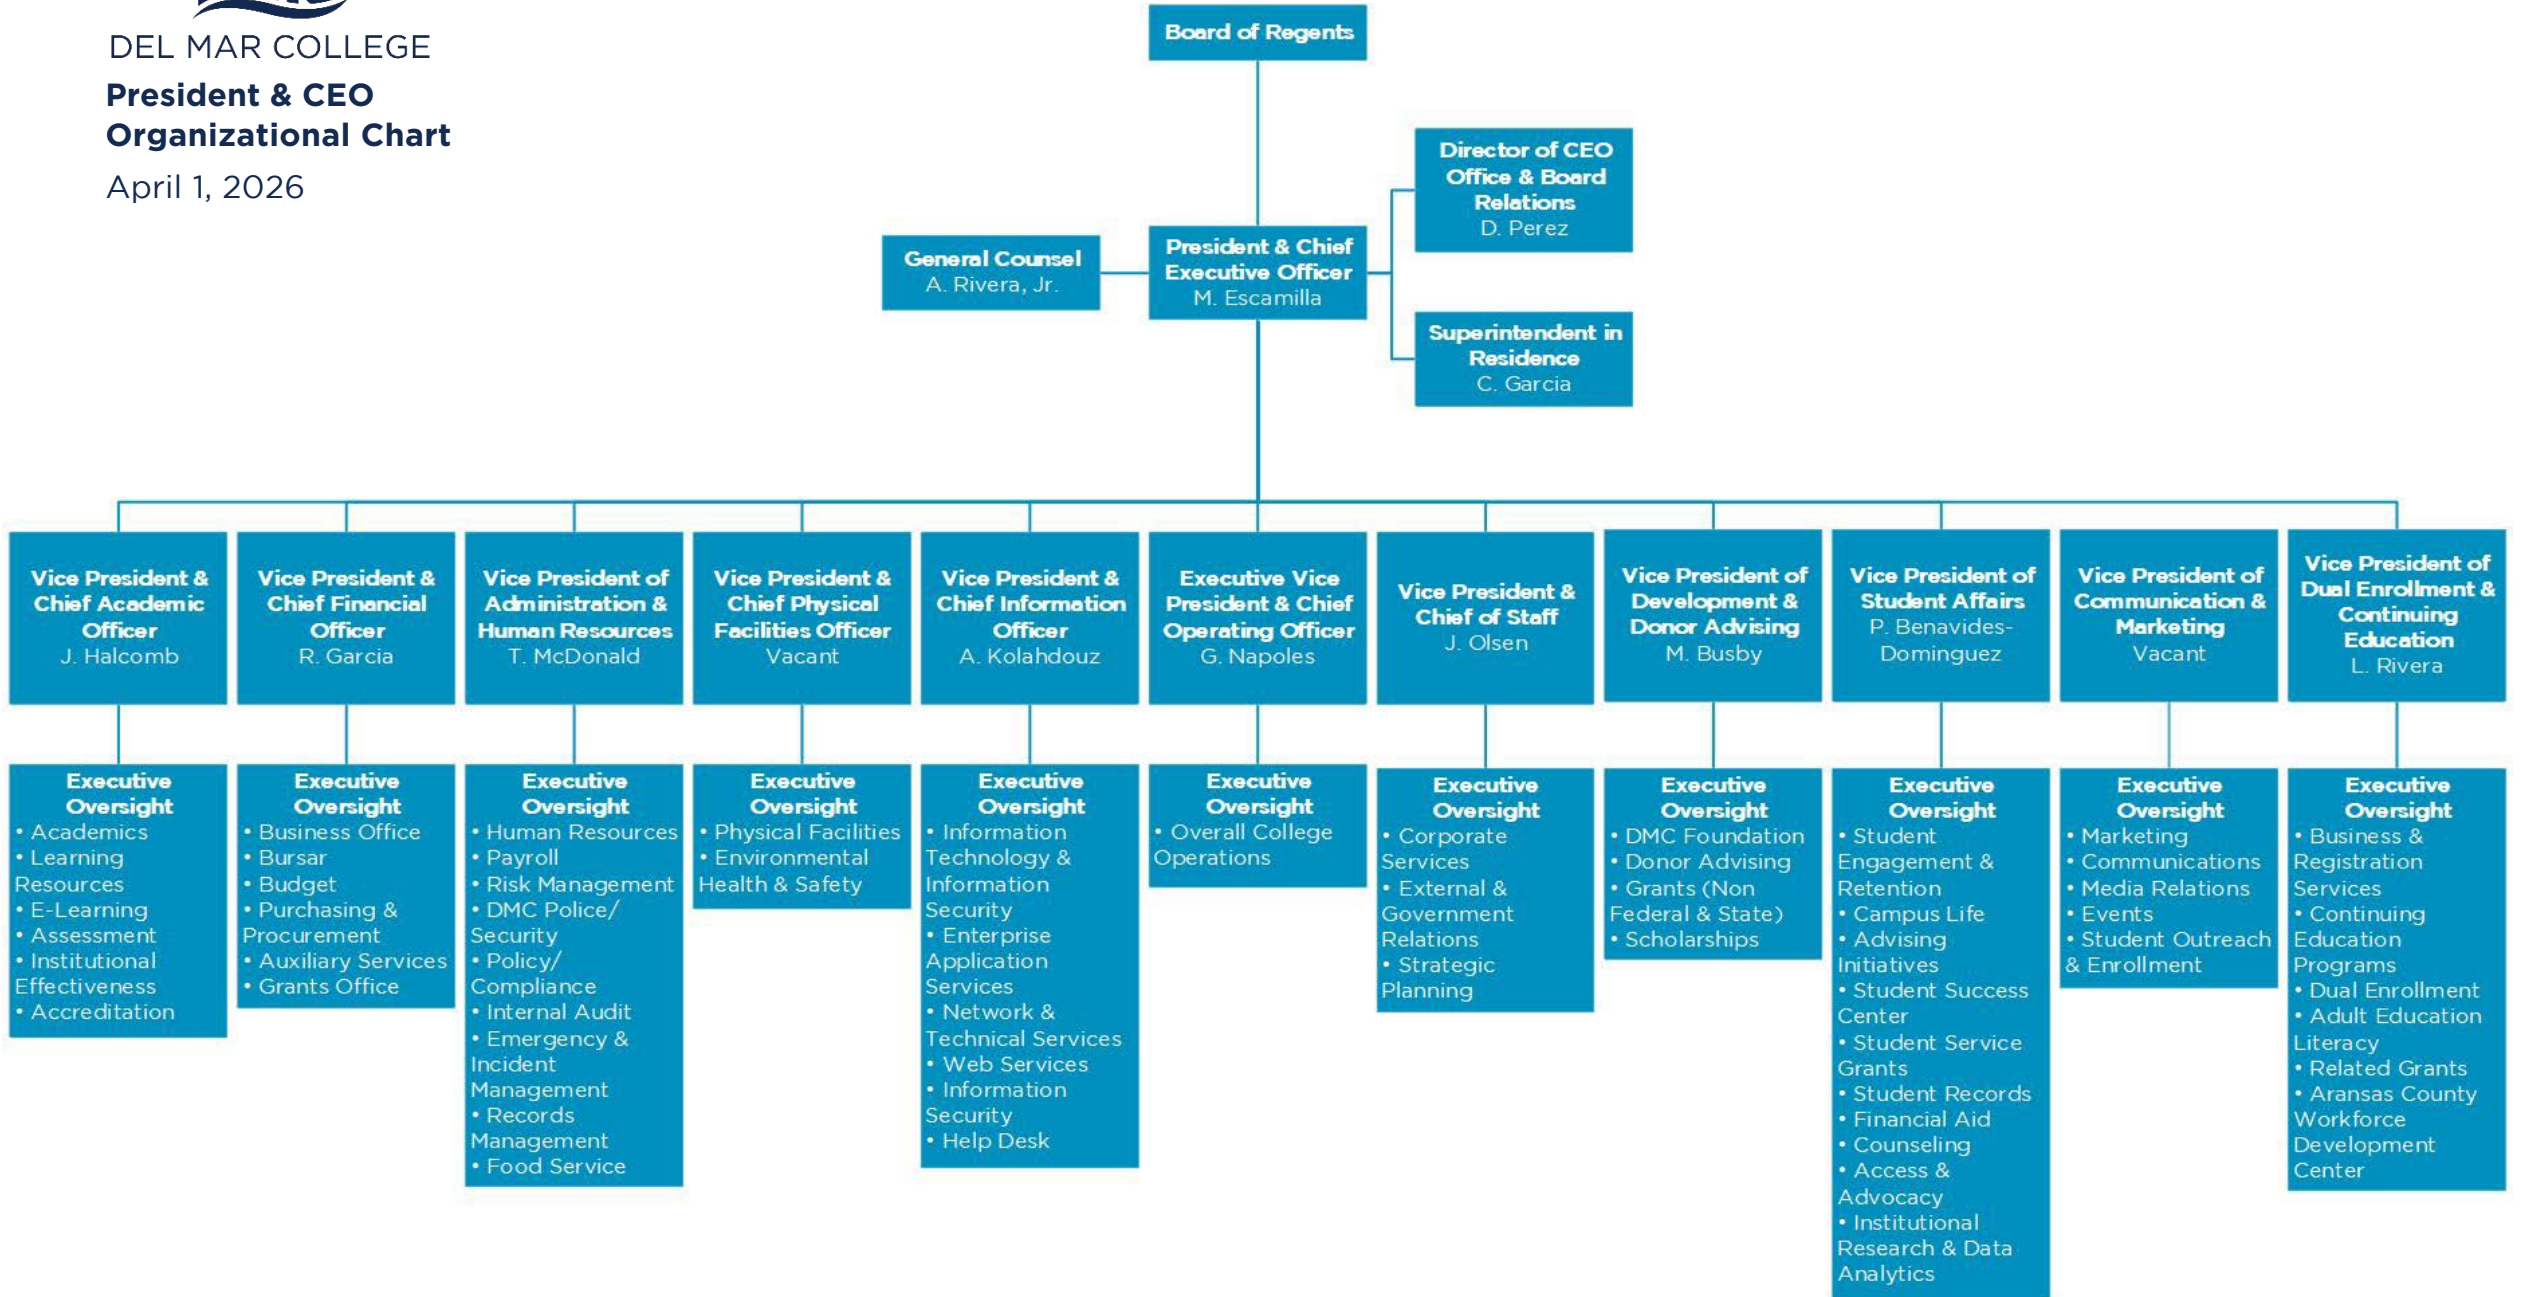 DEL MAR COLLEGE
President & CEO
Organizational Chart
April 1, 2026
Board of Regents
Director of CEO
Office & Board
Relations
D. Perez
General Counsel
A. Rivera, Jr.
President & Chief
Executive Officer
M. Escamilla
Superintendent in
Residence
C. Garcia
Vice President &
Chief Academic
Officer
J. Halcomb
Vice President &
Chief Financial
Officer
R. Garcia
Vice President of
Administration &
Human Resources
T. McDonald
Vice President &
Chief Physical
Facilities Officer
Vacant
Vice President &
Chief Information
Officer
A. Kolahdouz
Executive Vice
President & Chief
Operating Officer
G. Napoles
Vice President &
Chief of Staff
J. Olsen
Vice President of
Development &
Donor Advising
M. Busby
Vice President of
Student Affairs
P. Benavides-
Dominguez
Vice President of
Communication &
Marketing
Vacant
Vice President of
Dual Enrollment &
Continuing
Education
L. Rivera
Executive
Oversight
• Academics
• Learning
Resources
• E-Learning
• Assessment
• Institutional
Effectiveness
• Accreditation
Executive
Oversight
• Business Office
• Bursar
• Budget
• Purchasing &
Procurement
• Auxiliary Services
• Grants Office
Executive
Oversight
• Human Resources
• Payroll
• Risk Management
• DMC Police/
Security
• Policy/
Compliance
• Internal Audit
• Emergency &
Incident
Management
• Records
Management
• Food Service
Executive
Oversight
• Physical Facilities
• Environmental
Health & Safety
Executive
Oversight
• Information
Technology &
Information
Security
• Enterprise
Application
Services
• Network &
Technical Services
• Web Services
• Information
Security
• Help Desk
Executive
Oversight
• Overall College
Operations
Executive
Oversight
• Corporate
Services
• External &
Government
Relations
• Strategic
Planning
Executive
Oversight
• DMC Foundation
• Donor Advising
• Grants (Non
Federal & State)
• Scholarships
Executive
Oversight
• Student
Engagement &
Retention
• Campus Life
• Advising
Initiatives
• Student Success
Center
• Student Service
Grants
• Student Records
• Financial Aid
• Counseling
• Access &
Advocacy
• Institutional
Research & Data
Analytics
Executive
Oversight
• Marketing
• Communications
• Media Relations
• Events
• Student Outreach
& Enrollment
Executive
Oversight
• Business &
Registration
Services
• Continuing
Education
Programs
• Dual Enrollment
• Adult Education
Literacy
• Related Grants
• Aransas County
Workforce
Development
Center